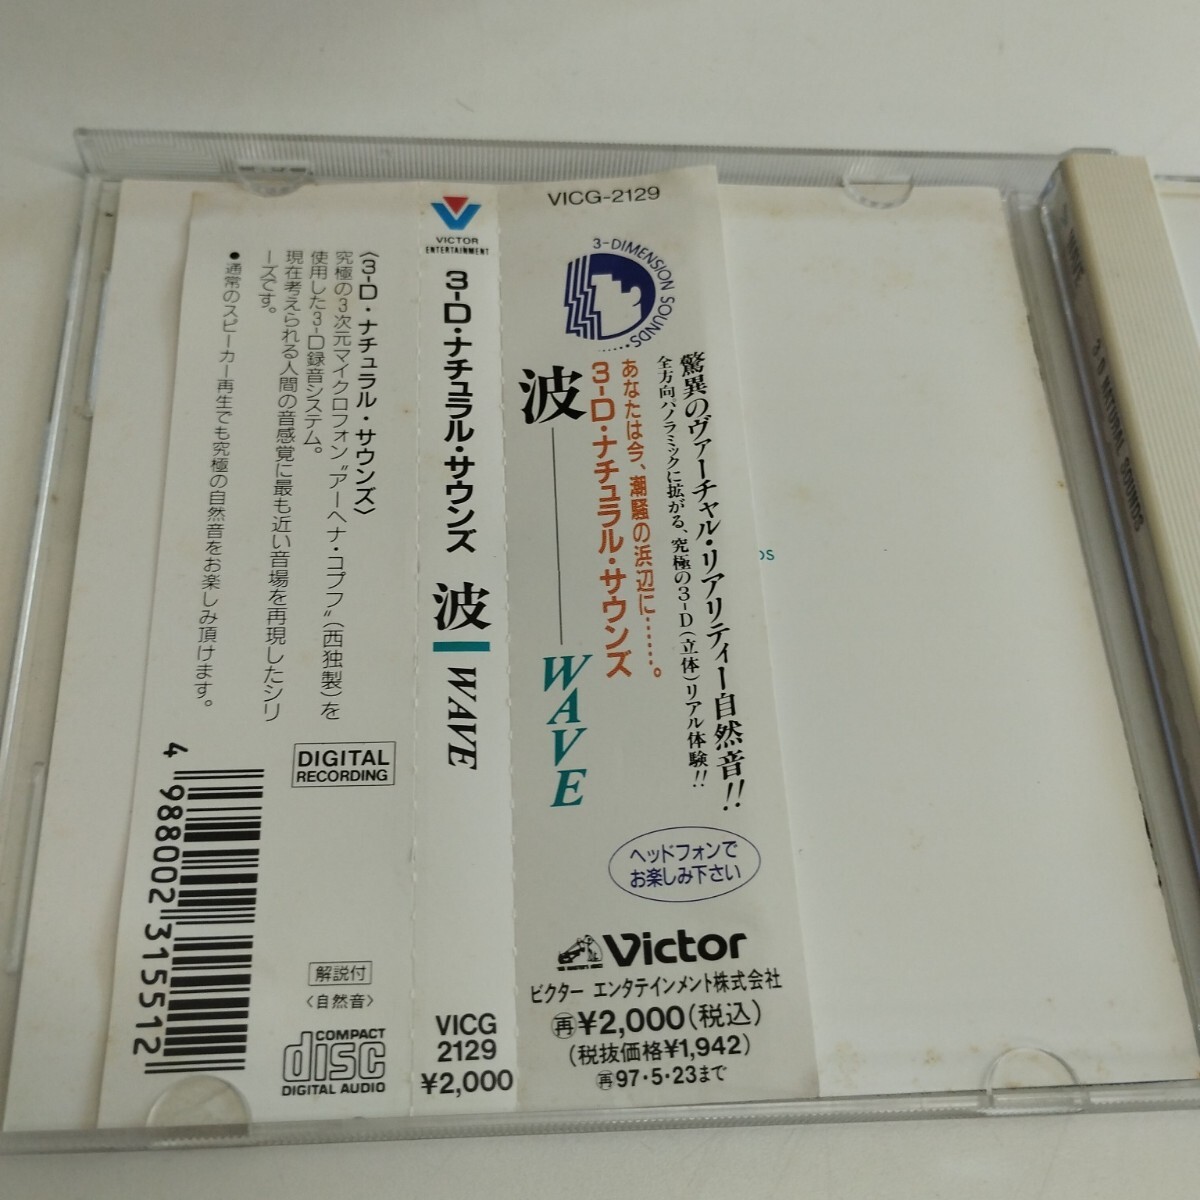 VICG-2129
3-DIMENSION SOUNDS
驚異のヴァーチャル・リアリティー自然音!!
全方向パノラミックに拡がる、究極の3-D(立体)リアル体験!!
あなたは今、潮騒の浜辺に……。
3-D・ナチュラル・サウンズ
波
WAVE
ヘッドフォンで
お楽しみ下さい
Victor
ビクター エンタテインメント株式会社
再¥2,000(税込)
(税抜価格¥1,942)
再97・5・23まで
VICTOR
ENTERTAINMENT
3-D・ナチュラル・サウンズ 波 WAVE
VICG
2129
¥2,000
〈3-D・ナチュラル・サウンズ〉
究極の3次元マイクロフォン〝アーヘナ・コプフ〟(西独製)を
使用した3-D録音システム。
現在考えられる人間の音感覚に最も近い音場を再現したシリ
ーズです。
●通常のスピーカー再生でも究極の自然音をお楽しみ頂けます。
DIGITAL
RECORDING
4 988002 315512
解説付
〈自然音〉
COMPACT
disc
DIGITAL AUDIO
WAVE 3-D NATURAL SOUNDS